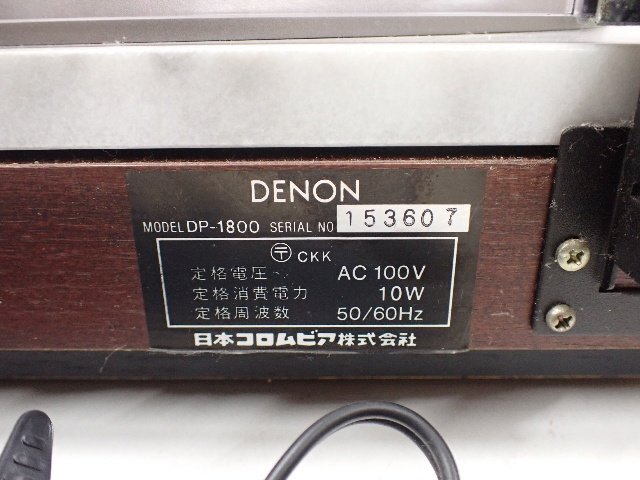 DENON
MODEL DP-1800 SERIAL NO 153607
〒 CKK
定格電圧 AC 100V
定格消費電力 10W
定格周波数 50/60Hz
日本コロムビア株式会社